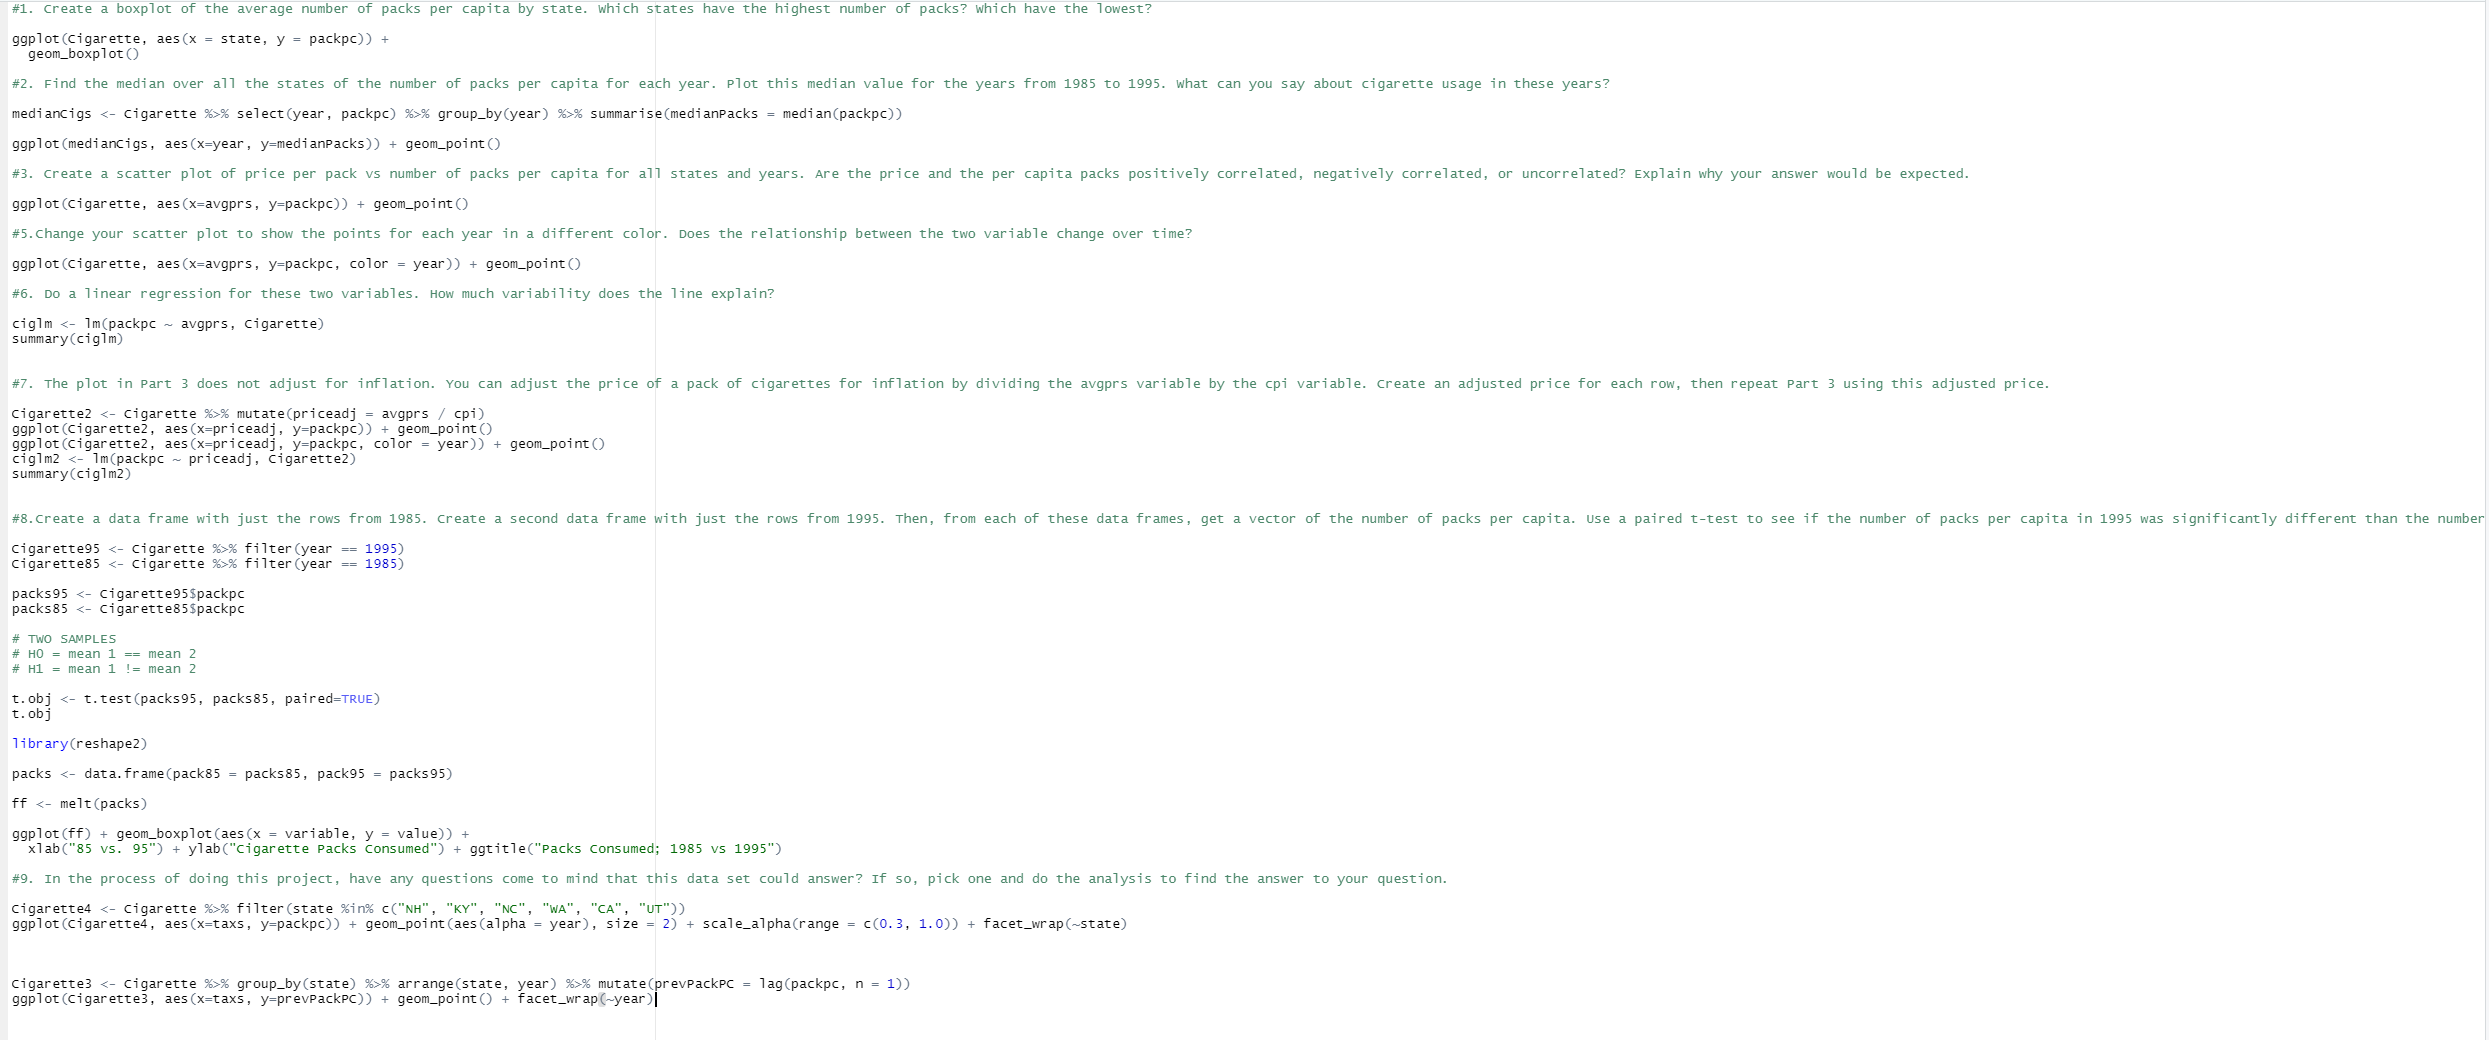 #1. Create a boxplot of the average number of packs per capita by state. Which states have the highest number of packs? Which have the lowest?
ggplot(Cigarette, aes(x = state, y = packpc)) +
  geom_boxplot()
#2. Find the median over all the states of the number of packs per capita for each year. Plot this median value for the years from 1985 to 1995. What can you say about cigarette usage in these years?
medianCigs <- Cigarette %>% select(year, packpc) %>% group_by(year) %>% summarise(medianPacks = median(packpc))
ggplot(medianCigs, aes(x=year, y=medianPacks)) + geom_point()
#3. Create a scatter plot of price per pack vs number of packs per capita for all states and years. Are the price and the per capita packs positively correlated, negatively correlated, or uncorrelated? Explain why your answer would be expected.
ggplot(Cigarette, aes(x=avgprs, y=packpc)) + geom_point()
#5.Change your scatter plot to show the points for each year in a different color. Does the relationship between the two variable change over time?
ggplot(Cigarette, aes(x=avgprs, y=packpc, color = year)) + geom_point()
#6. Do a linear regression for these two variables. How much variability does the line explain?
ciglm <- lm(packpc ~ avgprs, Cigarette)
summary(ciglm)
#7. The plot in Part 3 does not adjust for inflation. You can adjust the price of a pack of cigarettes for inflation by dividing the avgprs variable by the cpi variable. Create an adjusted price for each row, then repeat Part 3 using this adjusted price.
Cigarette2 <- Cigarette %>% mutate(priceadj = avgprs / cpi)
ggplot(Cigarette2, aes(x=priceadj, y=packpc)) + geom_point()
ggplot(Cigarette2, aes(x=priceadj, y=packpc, color = year)) + geom_point()
ciglm2 <- lm(packpc ~ priceadj, Cigarette2)
summary(ciglm2)
#8.Create a data frame with just the rows from 1985. Create a second data frame with just the rows from 1995. Then, from each of these data frames, get a vector of the number of packs per capita. Use a paired t-test to see if the number of packs per capita in 1995 was significantly different than the number
Cigarette95 <- Cigarette %>% filter(year == 1995)
Cigarette85 <- Cigarette %>% filter(year == 1985)
packs95 <- Cigarette95$packpc
packs85 <- Cigarette85$packpc
# TWO SAMPLES
# H0 = mean 1 == mean 2
# H1 = mean 1 != mean 2
t.obj <- t.test(packs95, packs85, paired=TRUE)
t.obj
library(reshape2)
packs <- data.frame(pack85 = packs85, pack95 = packs95)
ff <- melt(packs)
ggplot(ff) + geom_boxplot(aes(x = variable, y = value)) +
  xlab("85 vs. 95") + ylab("Cigarette Packs Consumed") + ggtitle("Packs Consumed; 1985 vs 1995")
#9. In the process of doing this project, have any questions come to mind that this data set could answer? If so, pick one and do the analysis to find the answer to your question.
Cigarette4 <- Cigarette %>% filter(state %in% c("NH", "KY", "NC", "WA", "CA", "UT"))
ggplot(Cigarette4, aes(x=taxs, y=packpc)) + geom_point(aes(alpha = year), size = 2) + scale_alpha(range = c(0.3, 1.0)) + facet_wrap(~state)
Cigarette3 <- Cigarette %>% group_by(state) %>% arrange(state, year) %>% mutate(prevPackPC = lag(packpc, n = 1))
ggplot(Cigarette3, aes(x=taxs, y=prevPackPC)) + geom_point() + facet_wrap(~year)